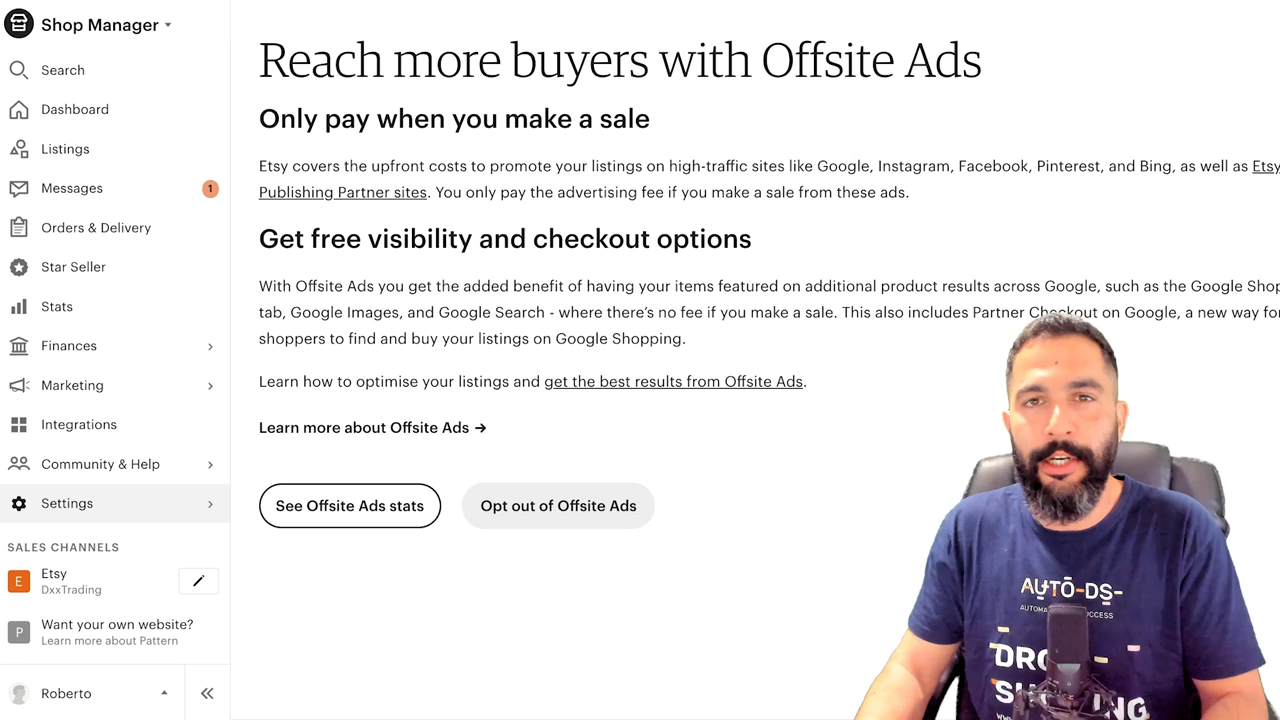 Shop Manager
Search
Dashboard
Listings
Messages
1
Orders & Delivery
Star Seller
Stats
Finances
Marketing
Integrations
Community & Help
Settings
SALES CHANNELS
E
Etsy
DxxTrading
P
Want your own website?
Learn more about Pattern
Roberto
Reach more buyers with Offsite Ads
Only pay when you make a sale
Etsy covers the upfront costs to promote your listings on high-traffic sites like Google, Instagram, Facebook, Pinterest, and Bing, as well as Etsy
Publishing Partner sites. You only pay the advertising fee if you make a sale from these ads.
Get free visibility and checkout options
With Offsite Ads you get the added benefit of having your items featured on additional product results across Google, such as the Google Shop
tab, Google Images, and Google Search - where there's no fee if you make a sale. This also includes Partner Checkout on Google, a new way for
shoppers to find and buy your listings on Google Shopping.
Learn how to optimise your listings and get the best results from Offsite Ads.
Learn more about Offsite Ads →
See Offsite Ads stats
Opt out of Offsite Ads
AUTO-DS-